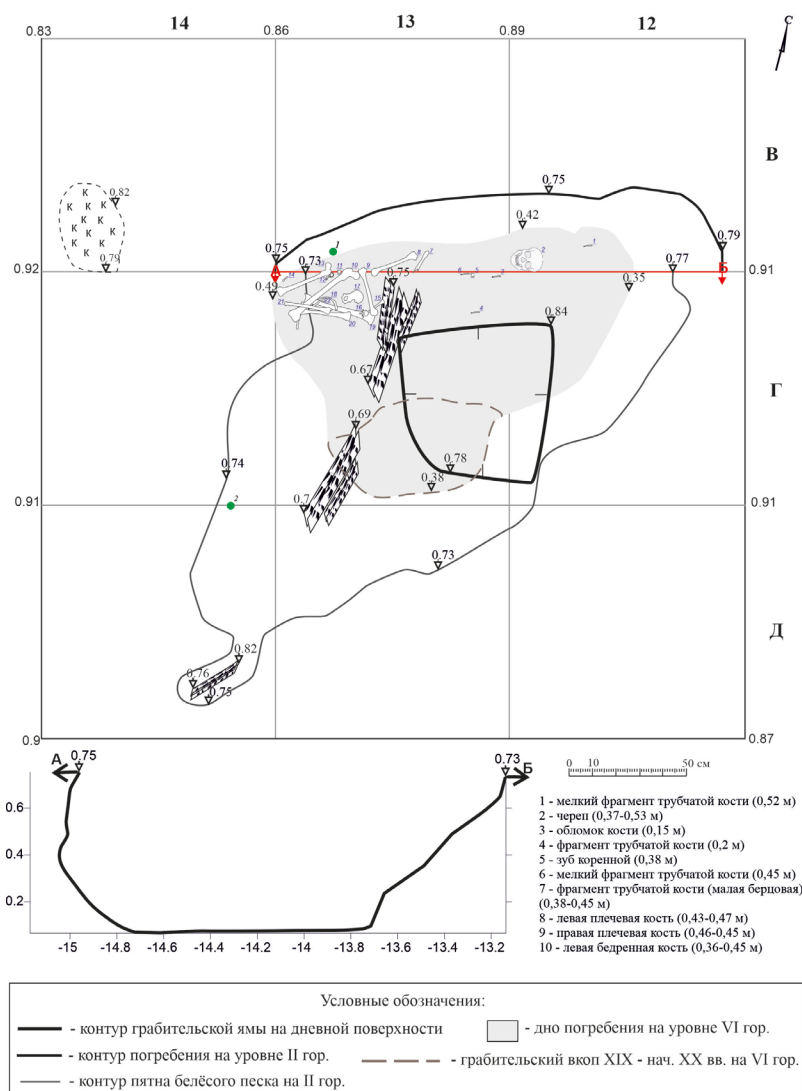 14 13 12
0.83 0.86 0.89
С
В
0.75
0.82
К К К К К К К К К К К К
0.42
0.79
0.79
0.75 0.73 1
0.75
0.77
0.92
А
Б
0.91
0.49
0.35
0.84
0.67
Г
0.69
0.74
0.78
0.38
2
0.7
0.91
0.91
0.73
Д
0.82
0.76
0.75
0.9
0.87
А 0.75
0.73 Б
0 10 50 см
0.6
0.4
0.2
-15 -14.8 -14.6 -14.4 -14.2 -14 -13.8 -13.6 -13.4 -13.2
1 - мелкий фрагмент трубчатой кости (0,52 м)
2 - череп (0,37-0,53 м)
3 - обломок кости (0,15 м)
4 - фрагмент трубчатой кости (0,2 м)
5 - зуб коренной (0,38 м)
6 - мелкий фрагмент трубчатой кости (0,45 м)
7 - фрагмент трубчатой кости (малая берцовая)
(0,38-0,45 м)
8 - левая плечевая кость (0,43-0,47 м)
9 - правая плечевая кость (0,46-0,45 м)
10 - левая бедренная кость (0,36-0,45 м)
Условные обозначения:
- контур грабительской ямы на дневной поверхности
- дно погребения на уровне VI гор.
- контур погребения на уровне II гор.
- грабительский вкоп XIX - нач. XX вв. на VI гор.
- контур пятна белёсого песка на II гор.